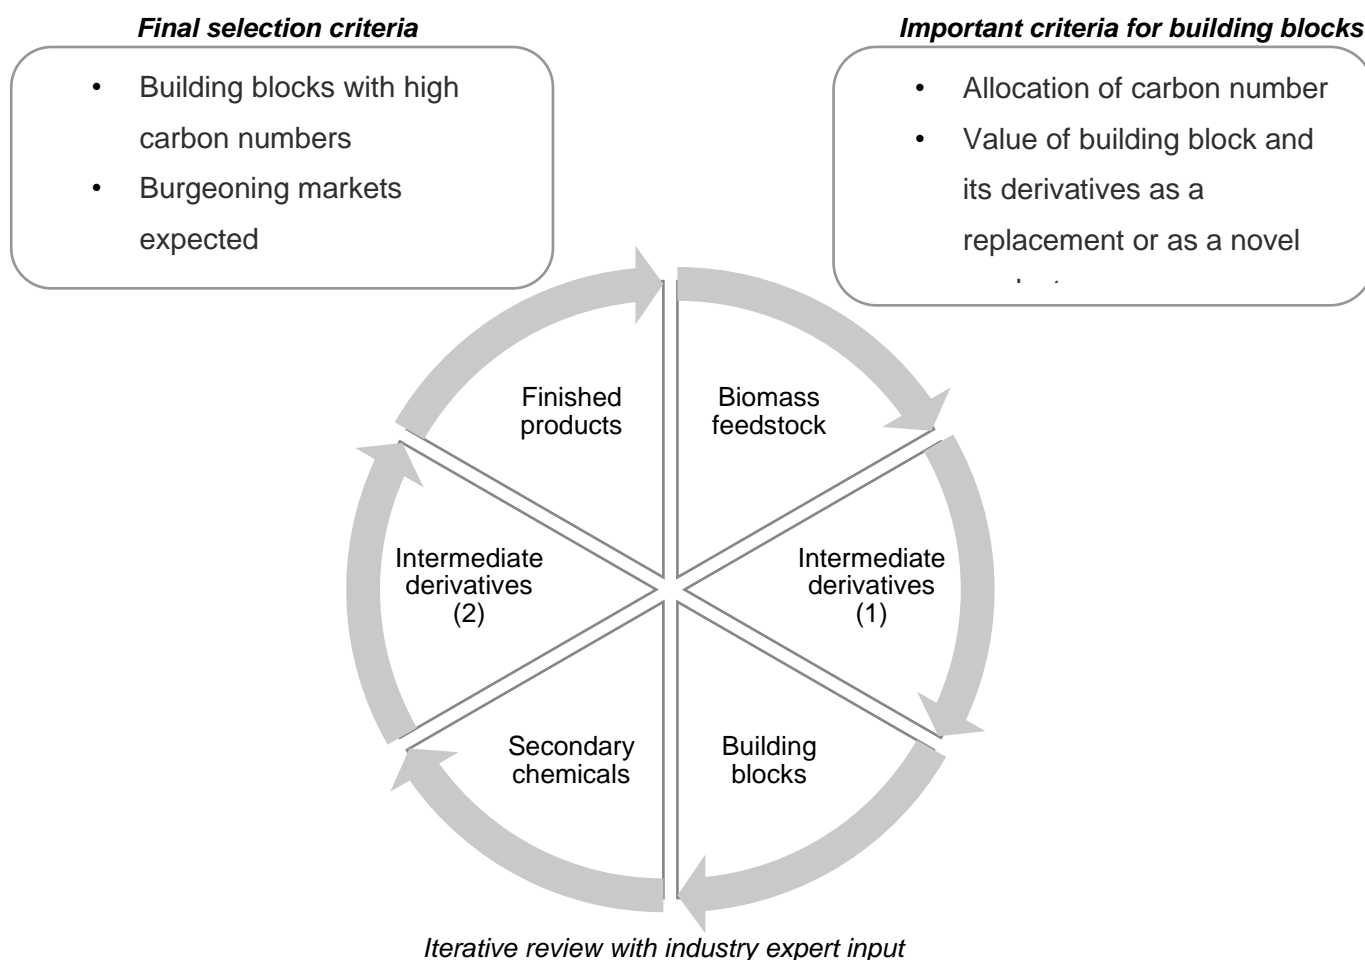 Final selection criteria
• Building blocks with high
carbon numbers
• Burgeoning markets
expected
Important criteria for building blocks
• Allocation of carbon number
• Value of building block and
its derivatives as a
replacement or as a novel
Finished
products
Biomass
feedstock
Intermediate
derivatives
(2)
Intermediate
derivatives
(1)
Secondary
chemicals
Building
blocks
Iterative review with industry expert input